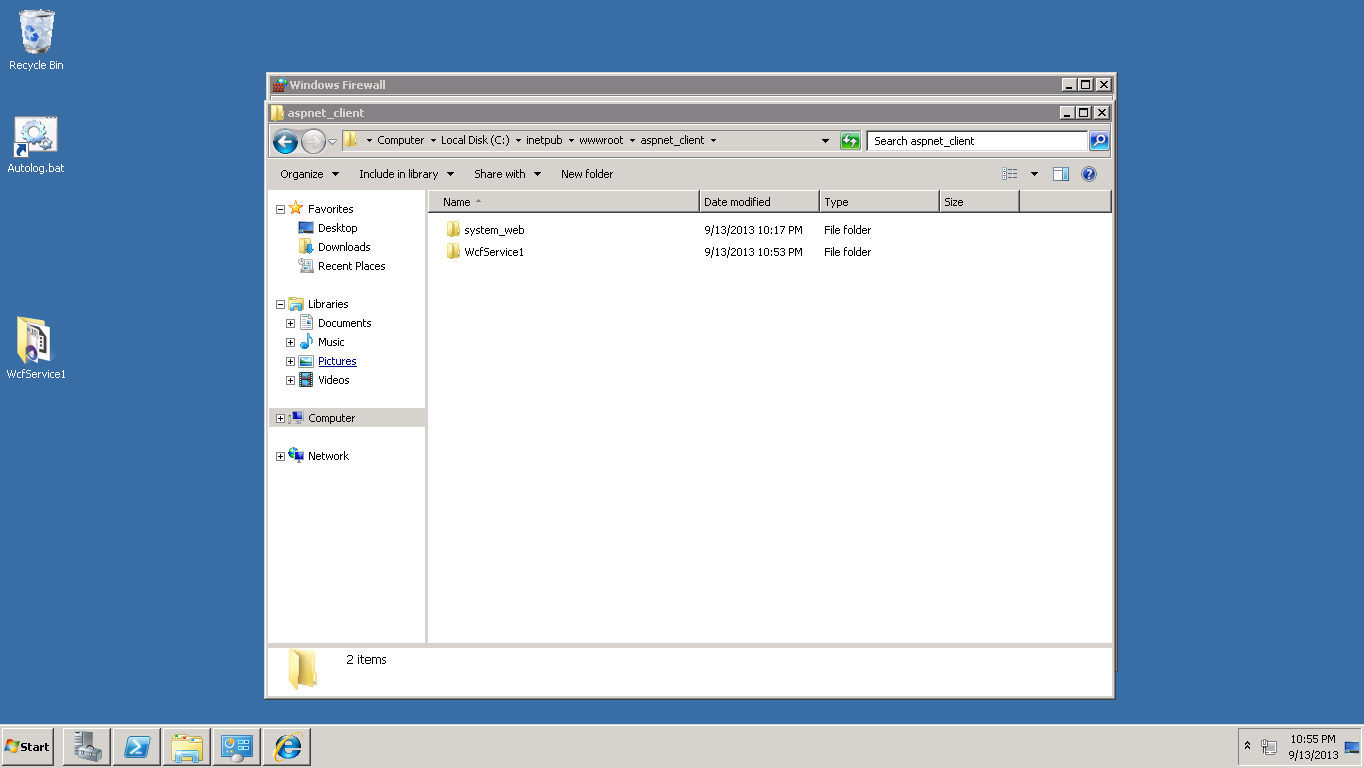 Recycle Bin
Autolog.bat
WcfService1
Windows Firewall
aspnet_client
Computer Local Disk (C:) inetpub wwwroot aspnet_client
Search aspnet_client
Organize Include in library Share with New folder
Favorites
Desktop
Downloads
Recent Places
Libraries
Documents
Music
Pictures
Videos
Computer
Network
Name Date modified Type Size
system_web 9/13/2013 10:17 PM File folder
WcfService1 9/13/2013 10:53 PM File folder
2 items
Start
10:55 PM
9/13/2013